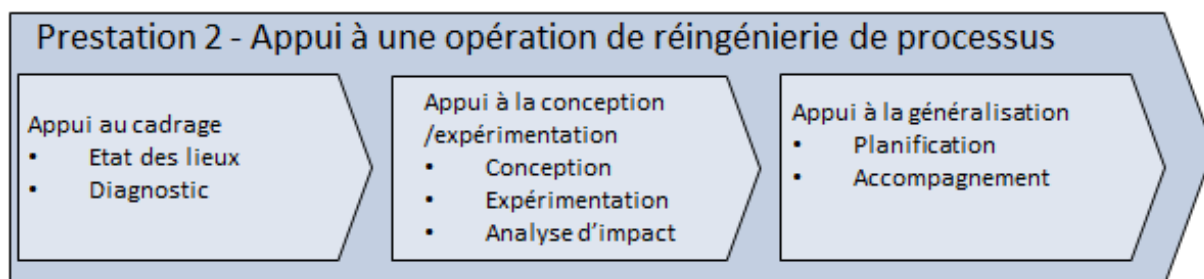 Prestation 2 - Appui à une opération de réingénierie de processus
Appui au cadrage
• Etat des lieux
• Diagnostic
Appui à la conception
/expérimentation
• Conception
• Expérimentation
• Analyse d'impact
Appui à la généralisation
• Planification
• Accompagnement